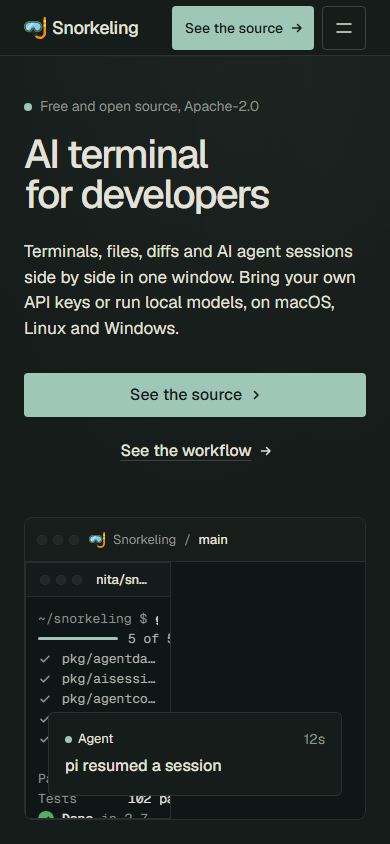 Snorkeling
See the source →
Free and open source, Apache-2.0
AI terminal
for developers
Terminals, files, diffs and AI agent sessions
side by side in one window. Bring your own
API keys or run local models, on macOS,
Linux and Windows.
See the source ›
See the workflow →
Snorkeling / main
nita/sn...
~/snorkeling $
5 of
✓ pkg/agentda…
✓ pkg/aisessi…
✓ pkg/agentco…
✓
✓
Agent 12s
pi resumed a session
Tests 102
in 2.7